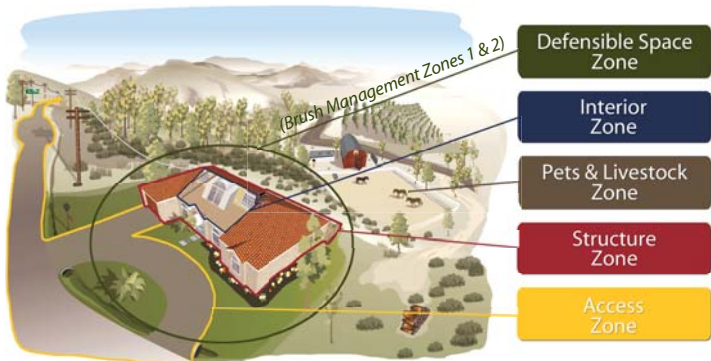 (Brush Management Zones 1 & 2)
Defensible Space
Zone
Interior
Zone
Pets & Livestock
Zone
Structure
Zone
Access
Zone